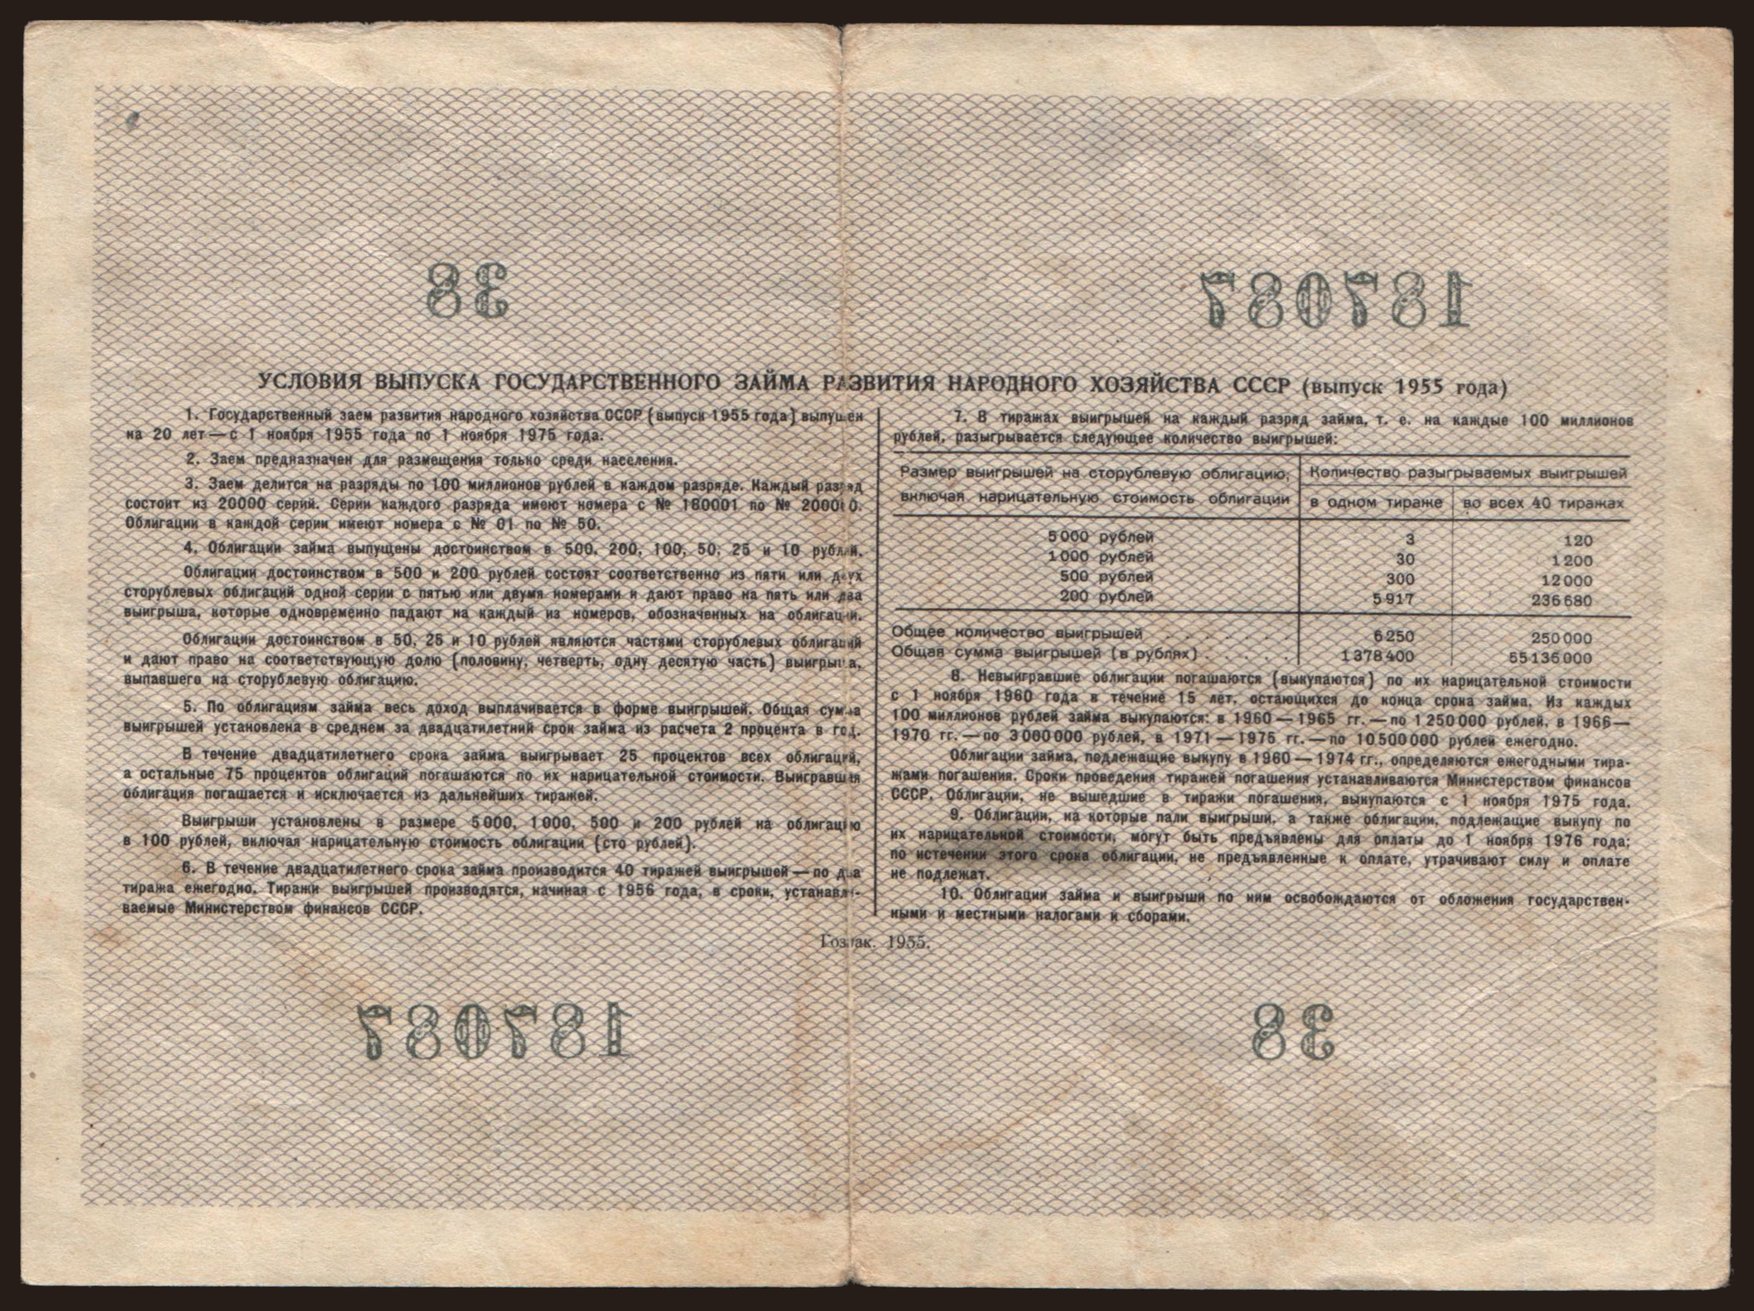 38
187087
УСЛОВИЯ ВЫПУСКА ГОСУДАРСТВЕННОГО ЗАЙМА РАЗВИТИЯ НАРОДНОГО ХОЗЯЙСТВА СССР (выпуск 1955 года)
1. Государственный заем развития народного хозяйства СССР (выпуск 1955 года) выпущен
на 20 лет — с 1 ноября 1955 года по 1 ноября 1975 года.
2. Заем предназначен для размещения только среди населения.
3. Заем делится на разряды по 100 миллионов рублей в каждом разряде. Каждый разряд
состоит из 20000 серий. Серии каждого разряда имеют номера с № 180001 по № 200000.
Облигации в каждой серии имеют номера с № 01 по № 50.
4. Облигации займа выпущены достоинством в 500, 200, 100, 50, 25 и 10 рублей.
Облигации достоинством в 500 и 200 рублей состоят соответственно из пяти или двух
сторублевых облигаций одной серии с пятью или двумя номерами и дают право на пять или два
выигрыша, которые одновременно падают на каждый из номеров, обозначенных на облигации.
Облигации достоинством в 50, 25 и 10 рублей являются частями сторублевых облигаций
и дают право на соответствующую долю (половину, четверть, одну десятую часть) выигрыша,
выпавшего на сторублевую облигацию.
5. По облигациям займа весь доход выплачивается в форме выигрышей. Общая сумма
выигрышей установлена в среднем за двадцатилетний срок займа из расчета 2 процента в год.
В течение двадцатилетнего срока займа выигрывает 25 процентов всех облигаций,
а остальные 75 процентов облигаций погашаются по их нарицательной стоимости. Выигравшая
облигация погашается и исключается из дальнейших тиражей.
Выигрыши установлены в размере 5000, 1000, 500 и 200 рублей на облигацию
в 100 рублей, включая нарицательную стоимость облигации (сто рублей).
6. В течение двадцатилетнего срока займа производится 40 тиражей выигрышей — по два
тиража ежегодно. Тиражи выигрышей производятся, начиная с 1956 года, в сроки, устанавли-
ваемые Министерством финансов СССР.
7. В тиражах выигрышей на каждый разряд займа, т. е. на каждые 100 миллионов
рублей, разыгрывается следующее количество выигрышей:
Размер выигрышей на сторублевую облигацию, Количество разыгрываемых выигрышей
включая нарицательную стоимость облигации в одном тираже во всех 40 тиражах
5000 рублей 3 120
1000 рублей 30 1200
500 рублей 300 12000
200 рублей 5917 236680
Общее количество выигрышей . . . 6250 250000
Общая сумма выигрышей (в рублях) . . . . . . 1378400 55136000
8. Невыигравшие облигации погашаются (выкупаются) по их нарицательной стоимости
с 1 ноября 1960 года в течение 15 лет, остающихся до конца срока займа. Из каждых
100 миллионов рублей займа выкупаются: в 1960 — 1965 гг. — по 1250000 рублей, в 1966 —
1970 гг. — по 3000000 рублей, в 1971 — 1975 гг. — по 10500000 рублей ежегодно.
Облигации займа, подлежащие выкупу в 1960 — 1974 гг., определяются ежегодными тира-
жами погашения. Сроки проведения тиражей погашения устанавливаются Министерством финансов
СССР. Облигации, не вышедшие в тиражи погашения, выкупаются с 1 ноября 1975 года.
9. Облигации, на которые пали выигрыши, а также облигации, подлежащие выкупу по
их нарицательной стоимости, могут быть предъявлены для оплаты до 1 ноября 1976 года;
по истечении этого срока облигации, не предъявленные к оплате, утрачивают силу и оплате
не подлежат.
10. Облигации займа и выигрыши по ним освобождаются от обложения государствен-
ными и местными налогами и сборами.
Гознак. 1955.
187087
38